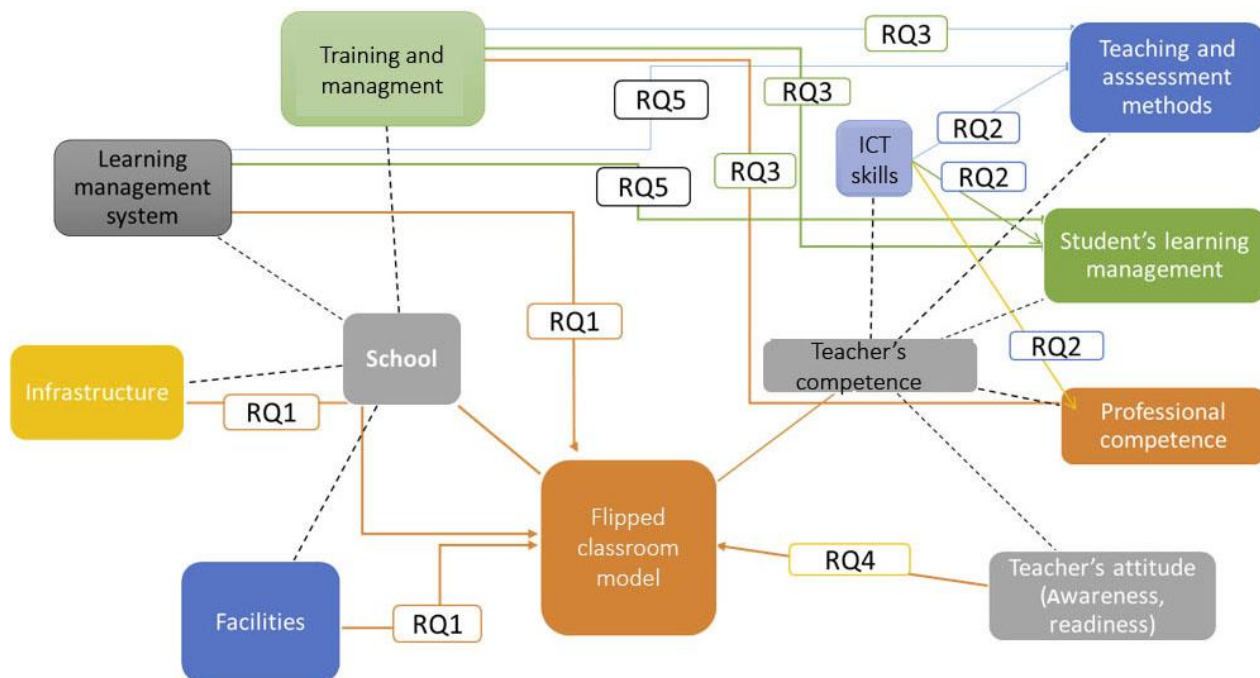 Training and
managment
RQ3
Teaching and
asssessment
methods
RQ5
RQ3
RQ2
Learning
management
system
ICT
skills
RQ5
RQ3
RQ2
Student's learning
management
RQ1
School
Teacher's
competence
RQ2
Infrastructure
RQ1
Professional
competence
Flipped
classroom
model
RQ4
Teacher's attitude
(Awareness,
readiness)
Facilities
RQ1